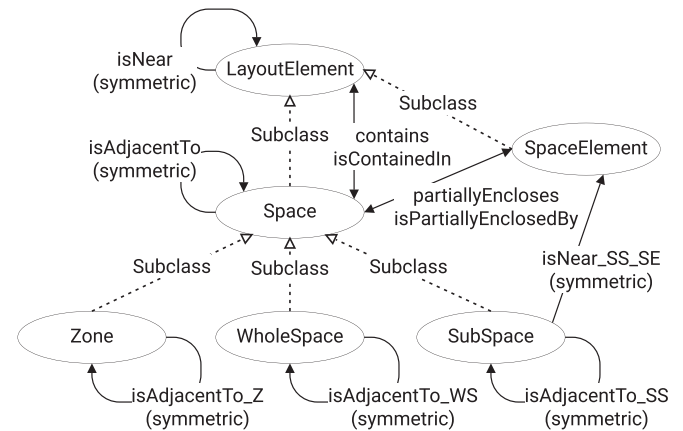 isNear
(symmetric)
LayoutElement
Subclass
Subclass
contains
isContainedIn
isAdjacentTo
(symmetric)
SpaceElement
Space
partiallyEncloses
isPartiallyEnclosedBy
Subclass
Subclass
Subclass
isNear_SS_SE
(symmetric)
Zone
WholeSpace
SubSpace
isAdjacentTo_Z
(symmetric)
isAdjacentTo_WS
(symmetric)
isAdjacentTo_SS
(symmetric)